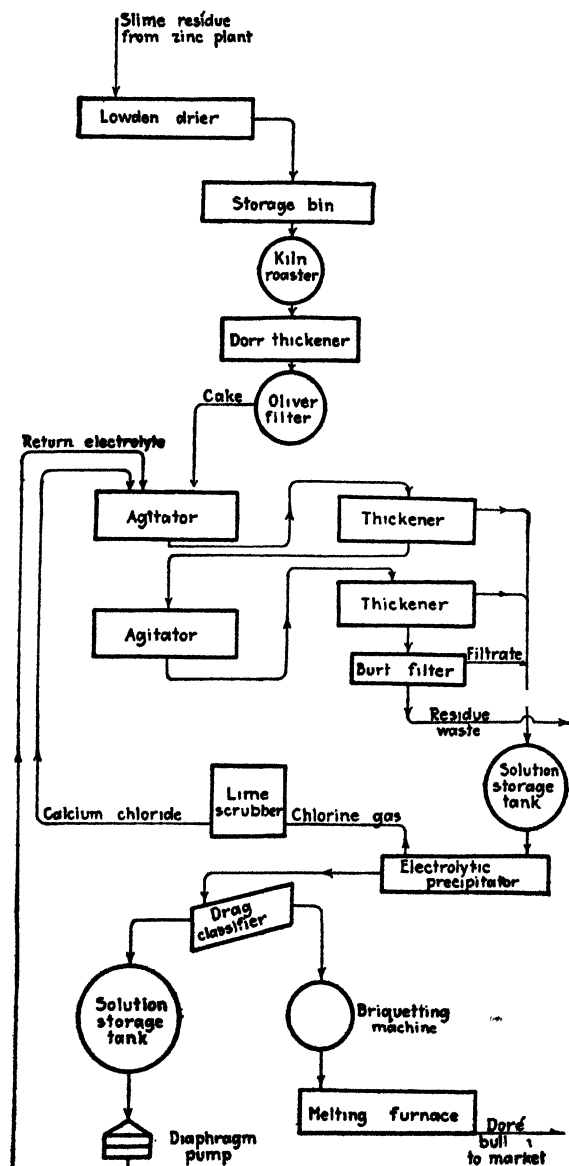 Slime residue
from zinc plant
Lowden drier
Storage bin
Kiln
roaster
Dorr thickener
Cake
Oliver
filter
Return electrolyte
Agitator
Thickener
Agitator
Thickener
Burt filter
Filtrate
Residue
waste
Solution
storage
tank
Lime
scrubber
Calcium chloride
Chlorine gas
Electrolytic
precipitator
Drag
classifier
Solution
storage
tank
Briquetting
machine
Melting furnace
Doré
to market
Diaphragm
pump